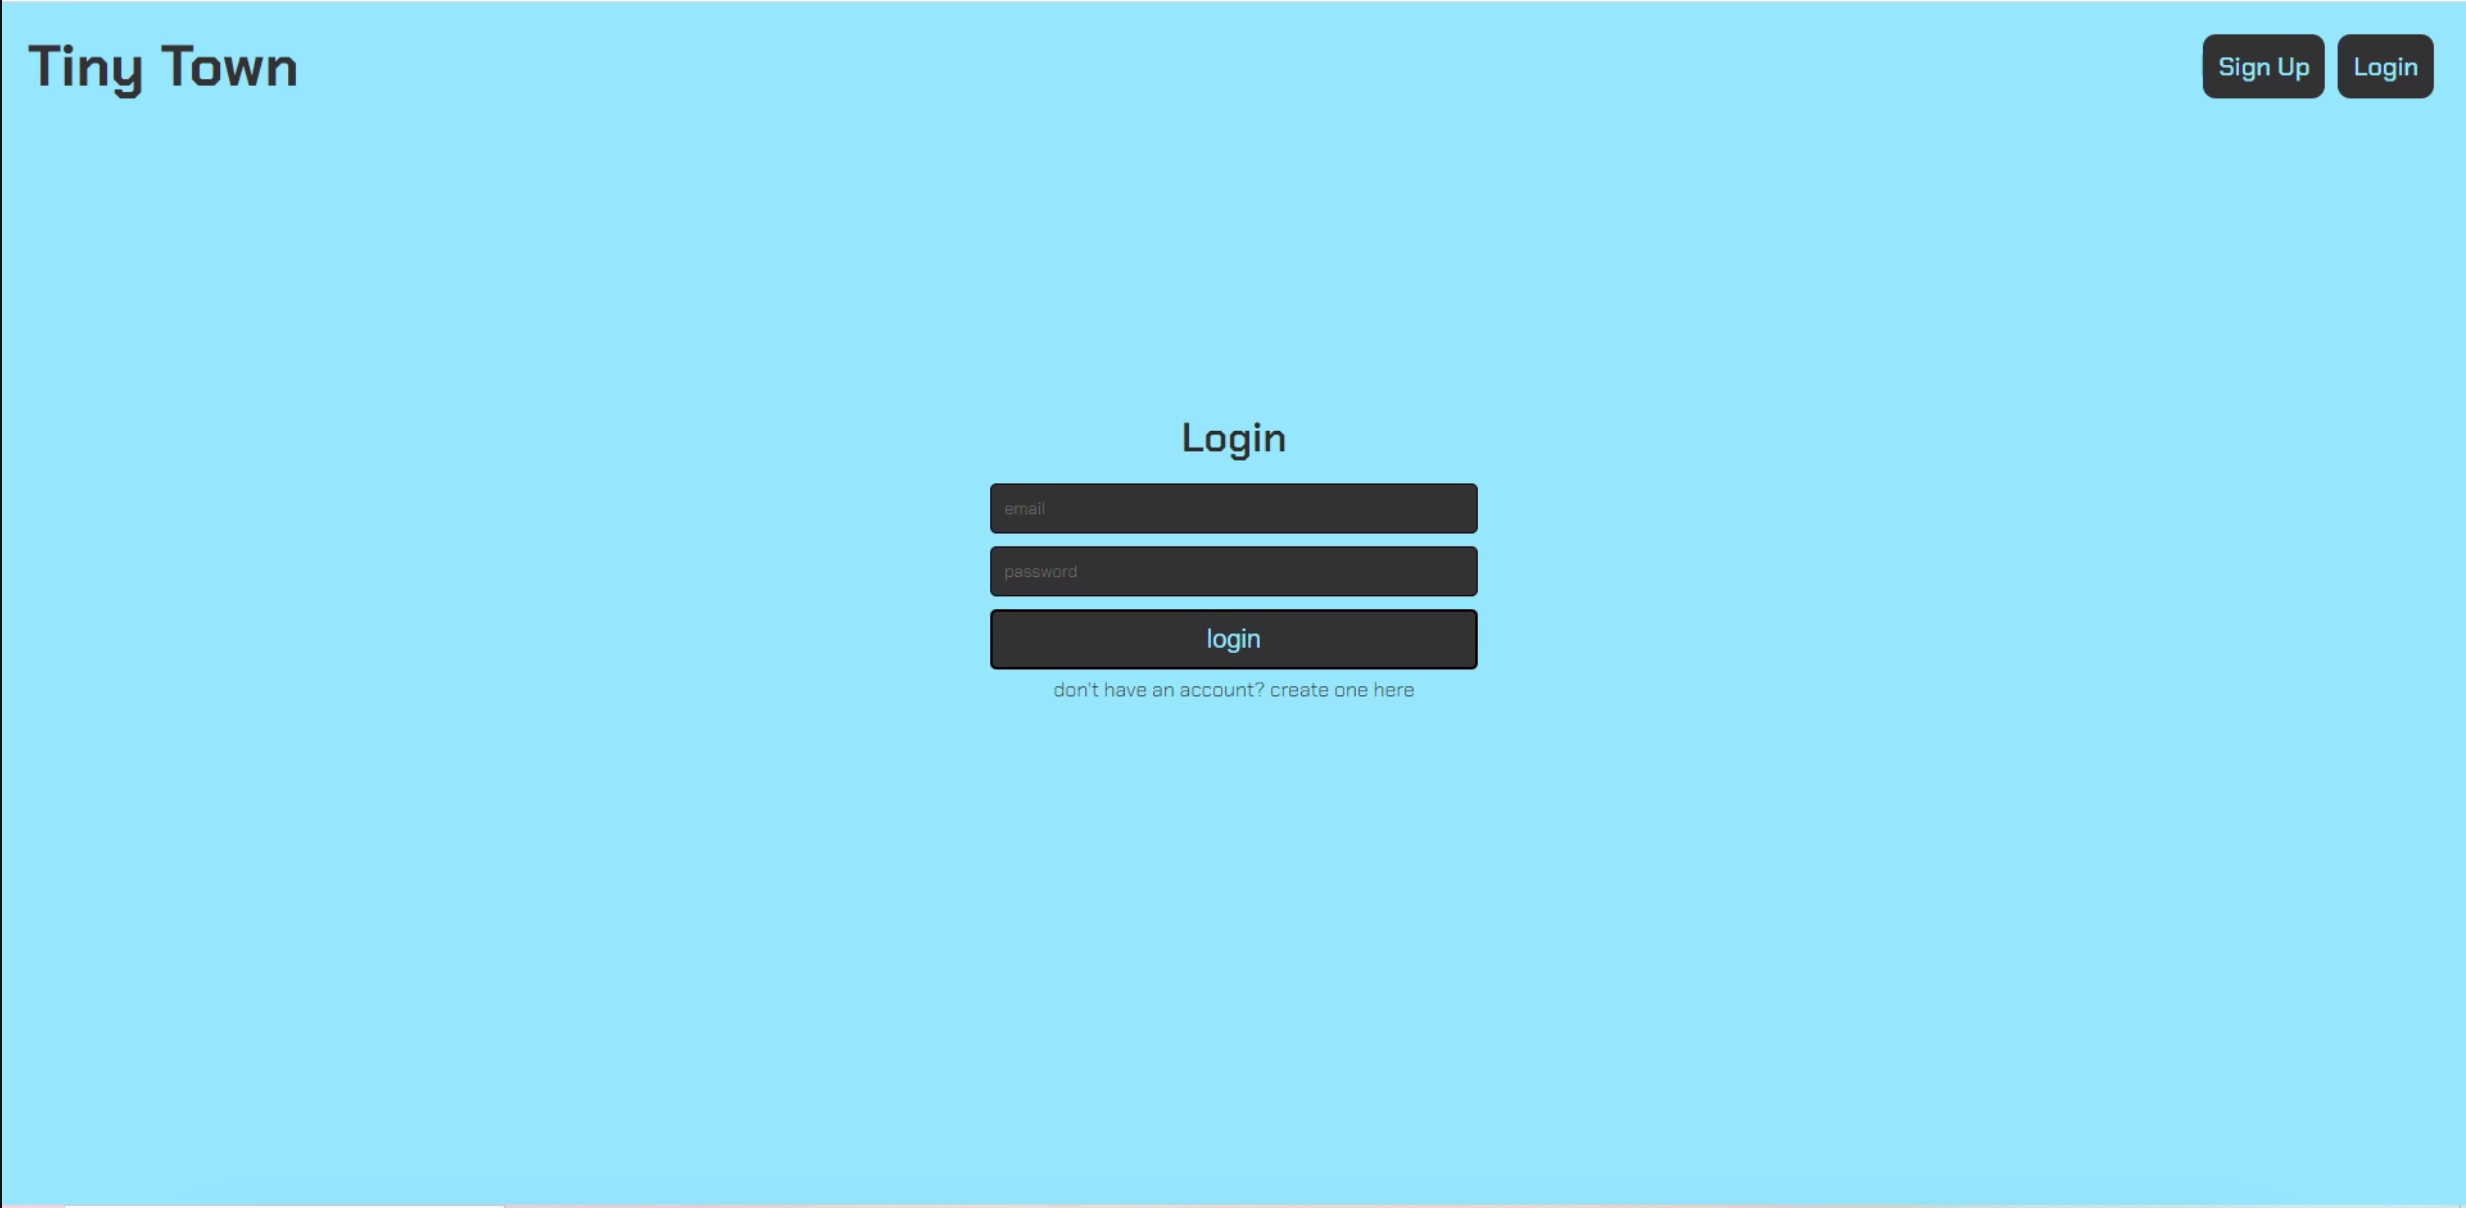 Tiny Town
Sign Up
Login
Login
email
password
login
don't have an account? create one here